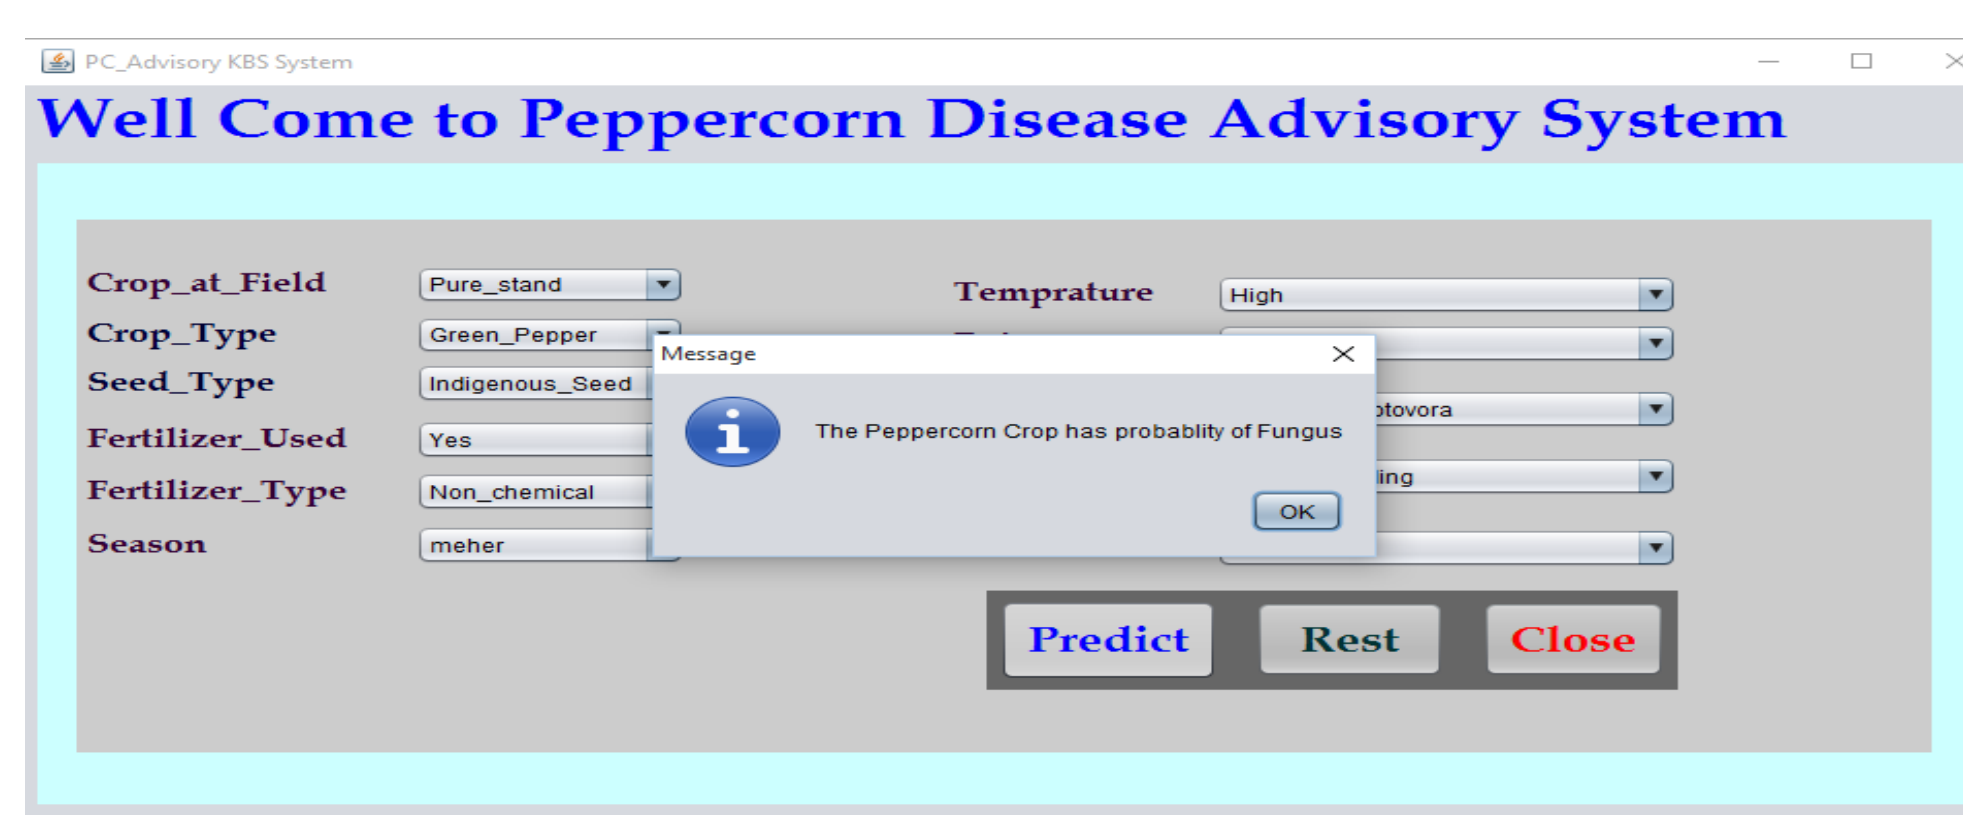 PC_Advisory KBS System
Well Come to Peppercorn Disease Advisory System
Crop_at_Field Pure_stand
Temprature High
Crop_Type Green_Pepper
Seed_Type Indigenous_Seed
Fertilizer_Used Yes
Fertilizer_Type Non_chemical
Season meher
Message
The Peppercorn Crop has probablity of Fungus
OK
Predict Rest Close